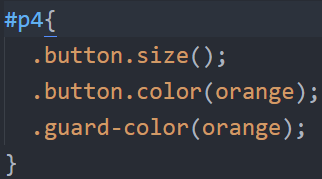 #p4{
  .button.size();
  .button.color(orange);
  .guard-color(orange);
}